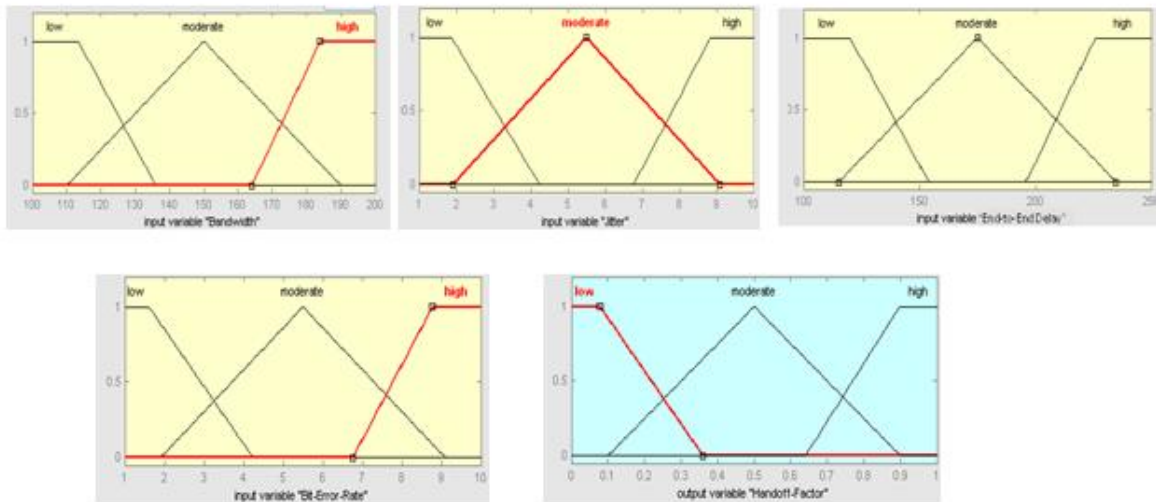 low moderate high
1
0.5
0
100 110 120 130 140 150 160 170 180 190 200
input variable "Bandwidth"
low moderate high
1
0.5
0
1 2 3 4 5 6 7 8 9 10
input variable "Jitter"
low moderate high
1
0.5
0
100 150 200 250
input variable "End-to-End Delay"
low moderate high
1
0.5
0
1 2 3 4 5 6 7 8 9 10
input variable "Bit-Error-Rate"
low moderate high
1
0.5
0
0 0.1 0.2 0.3 0.4 0.5 0.6 0.7 0.8 0.9 1
output variable "Handoff-Factor"